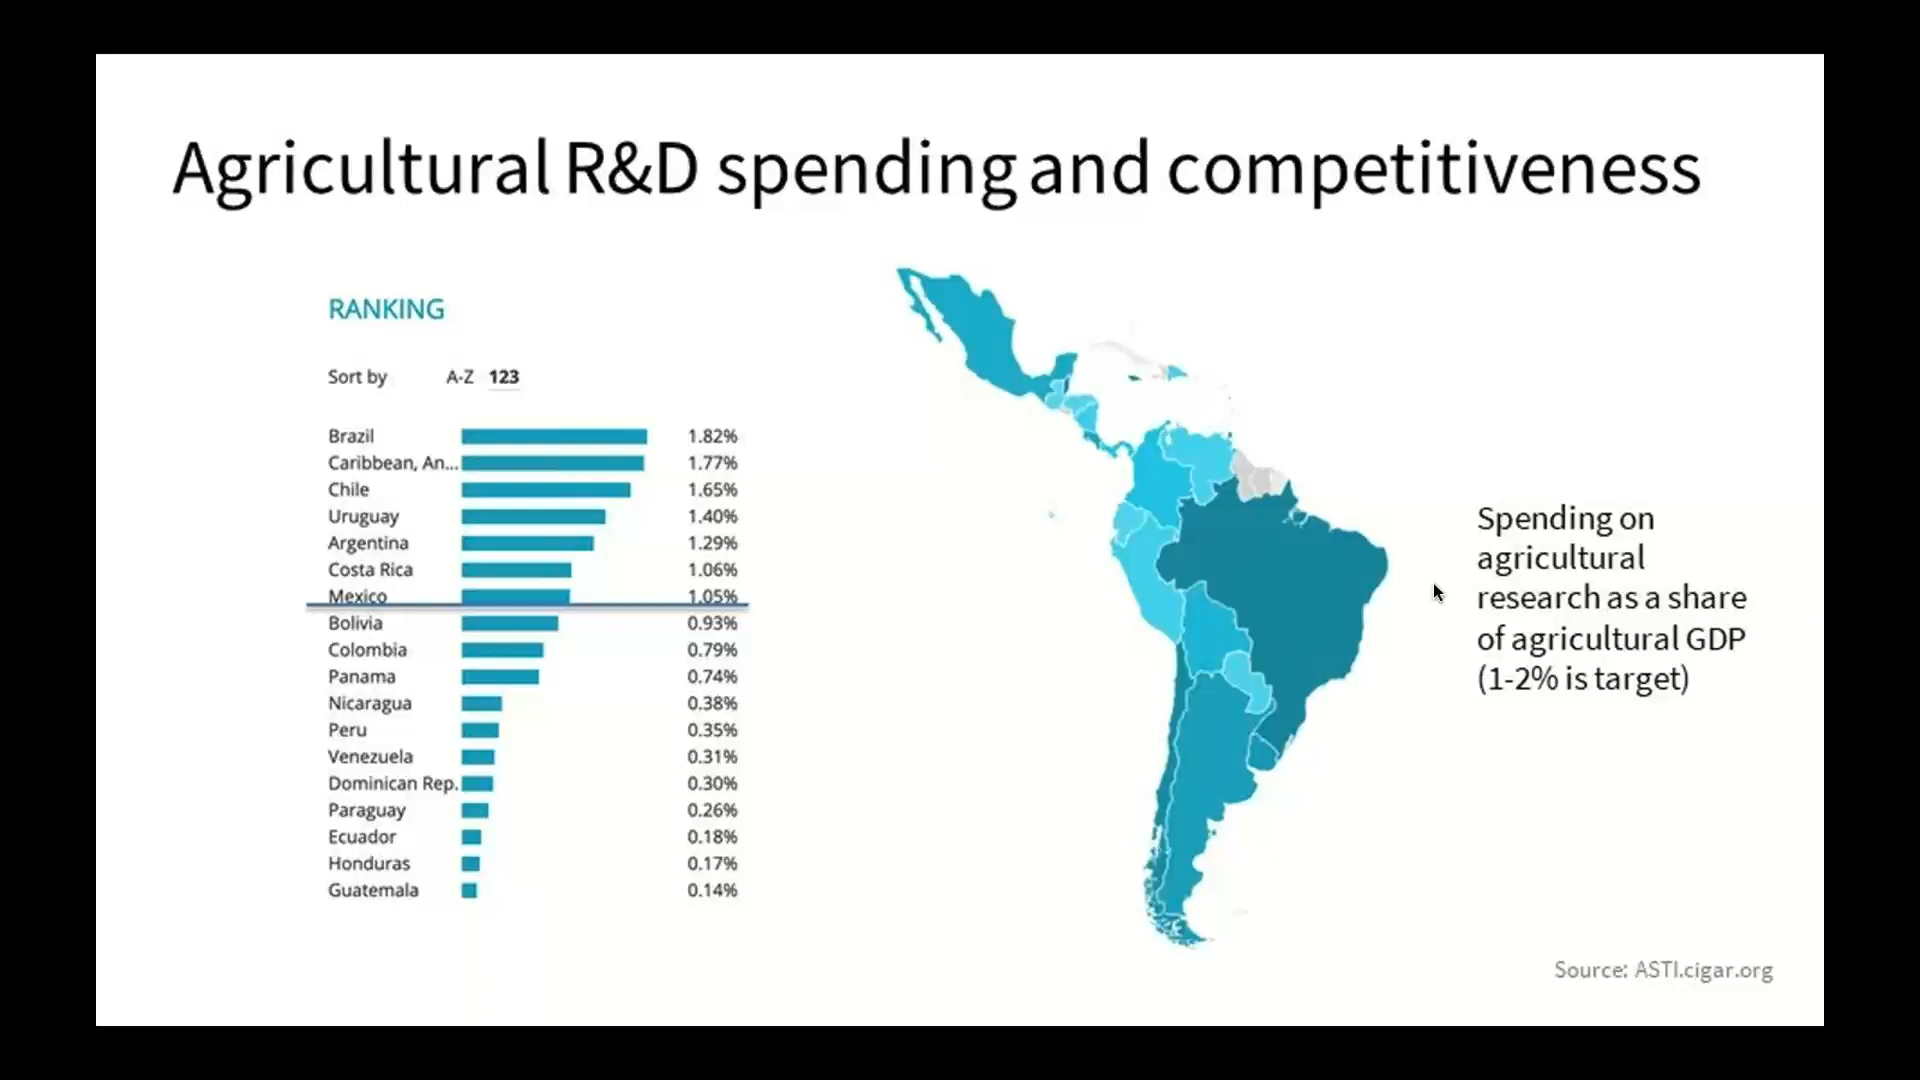 Agricultural R&D spending and competitiveness
RANKING
Sort by A-Z 123
Brazil 1.82%
Caribbean, An... 1.77%
Chile 1.65%
Uruguay 1.40%
Argentina 1.29%
Costa Rica 1.06%
Mexico 1.05%
Bolivia 0.93%
Colombia 0.79%
Panama 0.74%
Nicaragua 0.38%
Peru 0.35%
Venezuela 0.31%
Dominican Rep. 0.30%
Paraguay 0.26%
Ecuador 0.18%
Honduras 0.17%
Guatemala 0.14%
Spending on
agricultural
research as a share
of agricultural GDP
(1-2% is target)
Source: ASTI.cigar.org